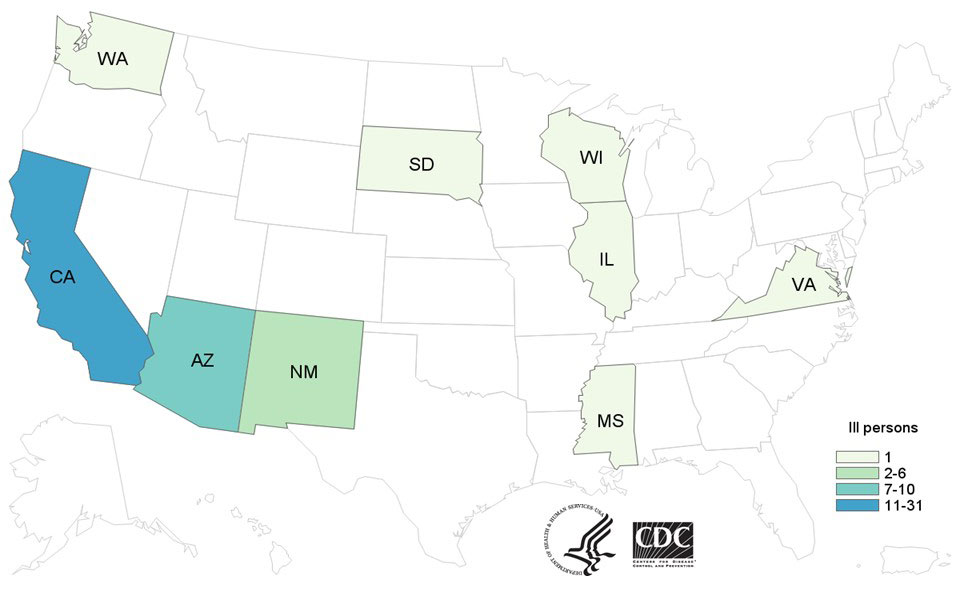 WA
SD
WI
CA
IL
VA
AZ
NM
MS
Ill persons
1
2-6
7-10
11-31
DEPARTMENT OF HEALTH & HUMAN SERVICES•USA
CDC
CENTERS FOR DISEASE
CONTROL AND PREVENTION